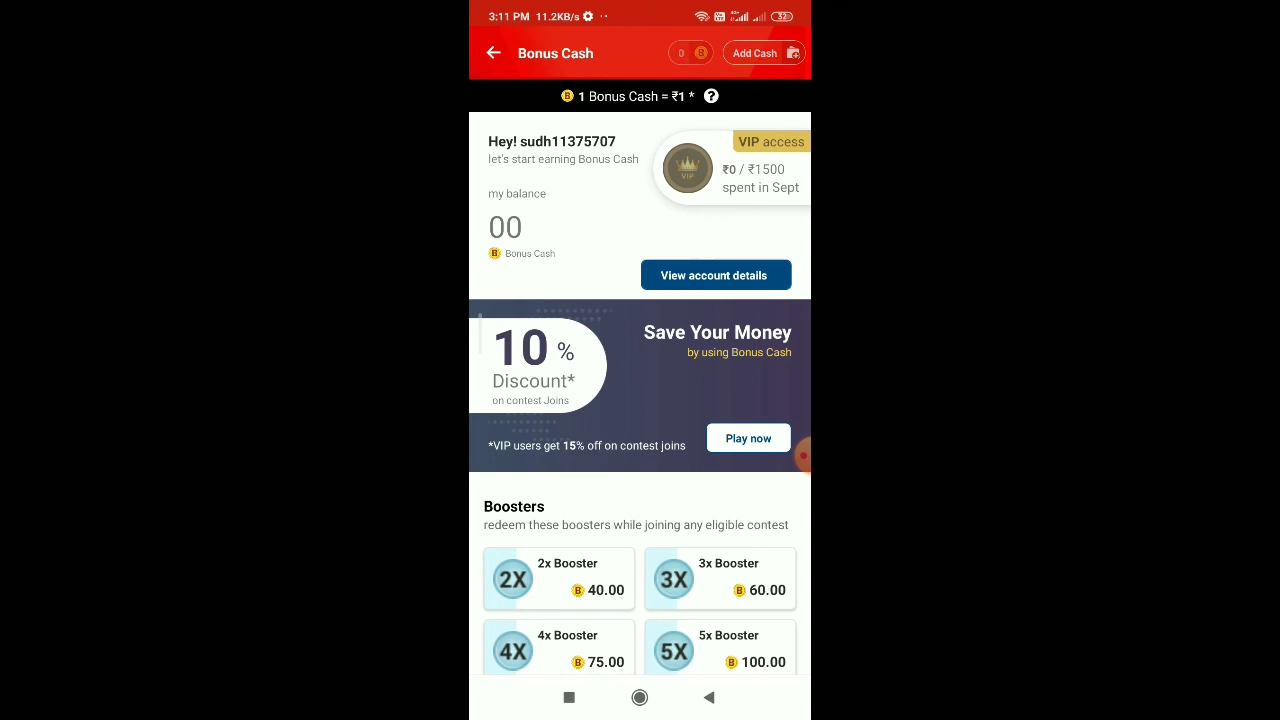 3:11 PM 11.2KB/s
4G+
52
Bonus Cash
0 B
Add Cash
B 1 Bonus Cash = ₹1 * ?
Hey! sudh11375707
let's start earning Bonus Cash
VIP access
VIP
₹0 / ₹1500
spent in Sept
my balance
00
B Bonus Cash
View account details
10 %
Discount*
on contest Joins
Save Your Money
by using Bonus Cash
*VIP users get 15% off on contest joins
Play now
Boosters
redeem these boosters while joining any eligible contest
2X
2x Booster
B 40.00
3X
3x Booster
B 60.00
4X
4x Booster
B 75.00
5X
5x Booster
B 100.00